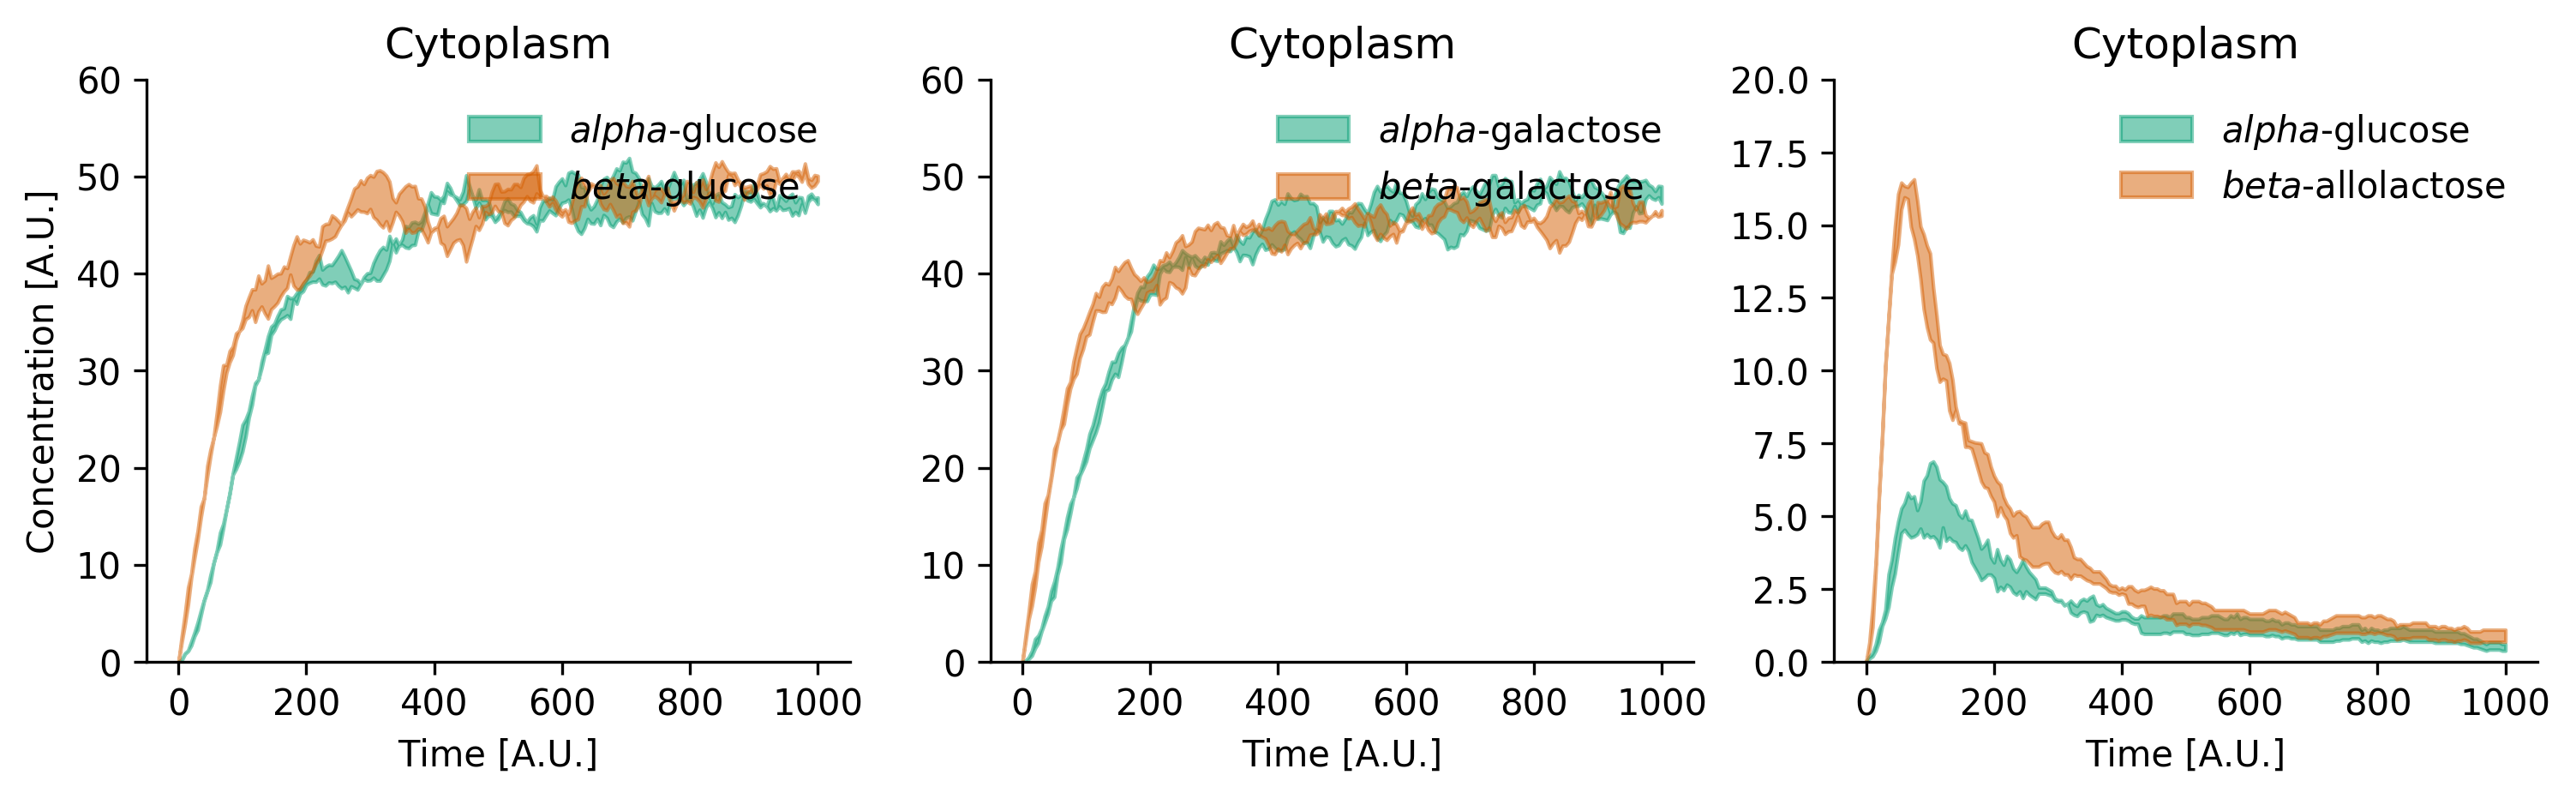 Cytoplasm
Concentration [A.U.]
60
50
40
30
20
10
0
alpha-glucose
beta-glucose
0 200 400 600 800 1000
Time [A.U.]
Cytoplasm
60
50
40
30
20
10
0
alpha-galactose
beta-galactose
0 200 400 600 800 1000
Time [A.U.]
Cytoplasm
20.0
17.5
15.0
12.5
10.0
7.5
5.0
2.5
0.0
alpha-glucose
beta-allolactose
0 200 400 600 800 1000
Time [A.U.]